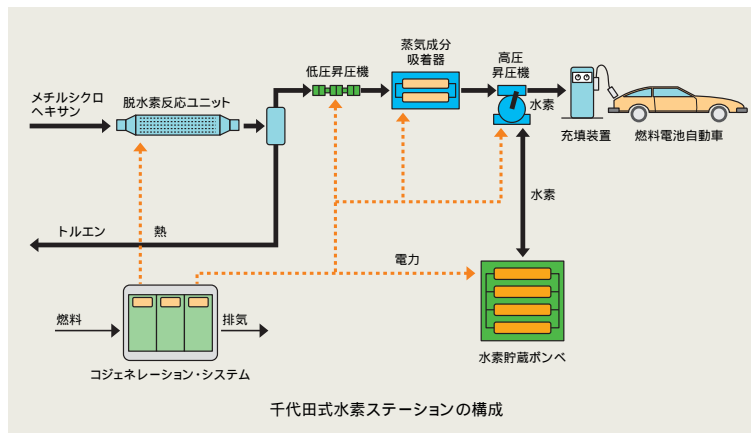 蒸気成分
吸着器
高圧
昇圧機
低圧昇圧機
メチルシクロ
ヘキサン
脱水素反応ユニット
水素
充填装置
燃料電池自動車
水素
トルエン
熱
電力
燃料
排気
水素貯蔵ボンベ
コジェネレーション・システム
千代田式水素ステーションの構成